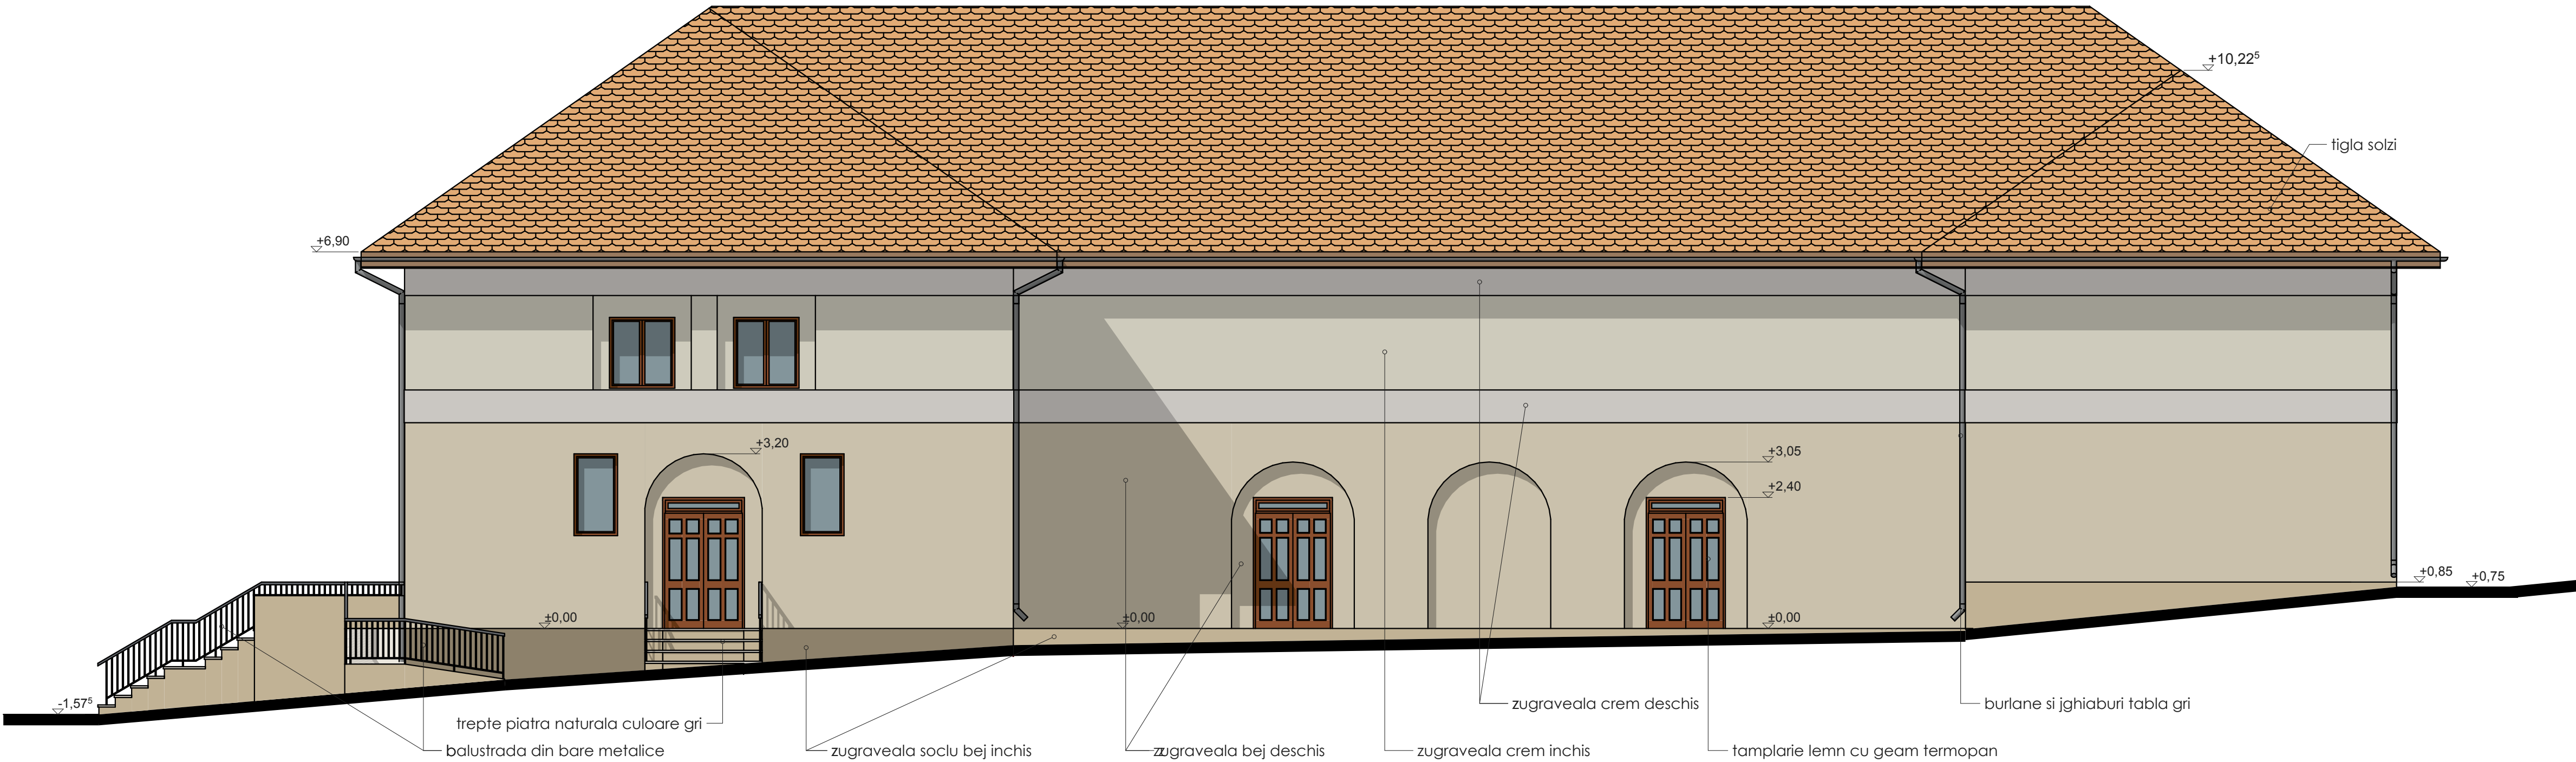 +10,22⁵
tigla solzi
+6,90
+3,20
+3,05
+2,40
+0,85
+0,75
±0,00
±0,00
±0,00
-1,57⁵
zugraveala crem deschis
burlane si jghiaburi tabla gri
trepte piatra naturala culoare gri
balustrada din bare metalice
zugraveala soclu bej inchis
zugraveala bej deschis
zugraveala crem inchis
tamplarie lemn cu geam termopan